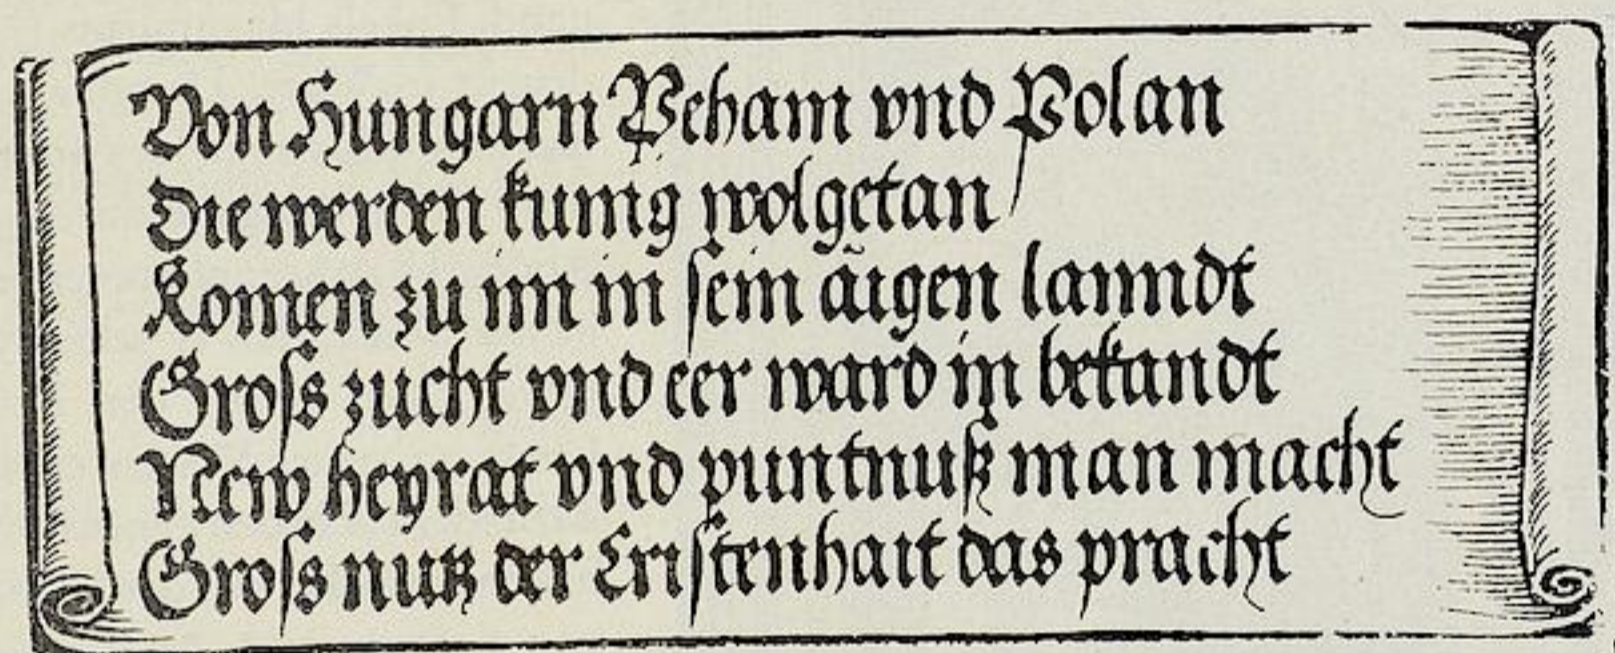 Von Hungarn Peham vnd Polan
Die werden kunig wolgetan
Komen zu im in sein aigen lanndt
Gross zucht vnd eer ward in bekandt
New heyrat vnd puntnuß man macht
Gross nutz der Cristenhait das pracht